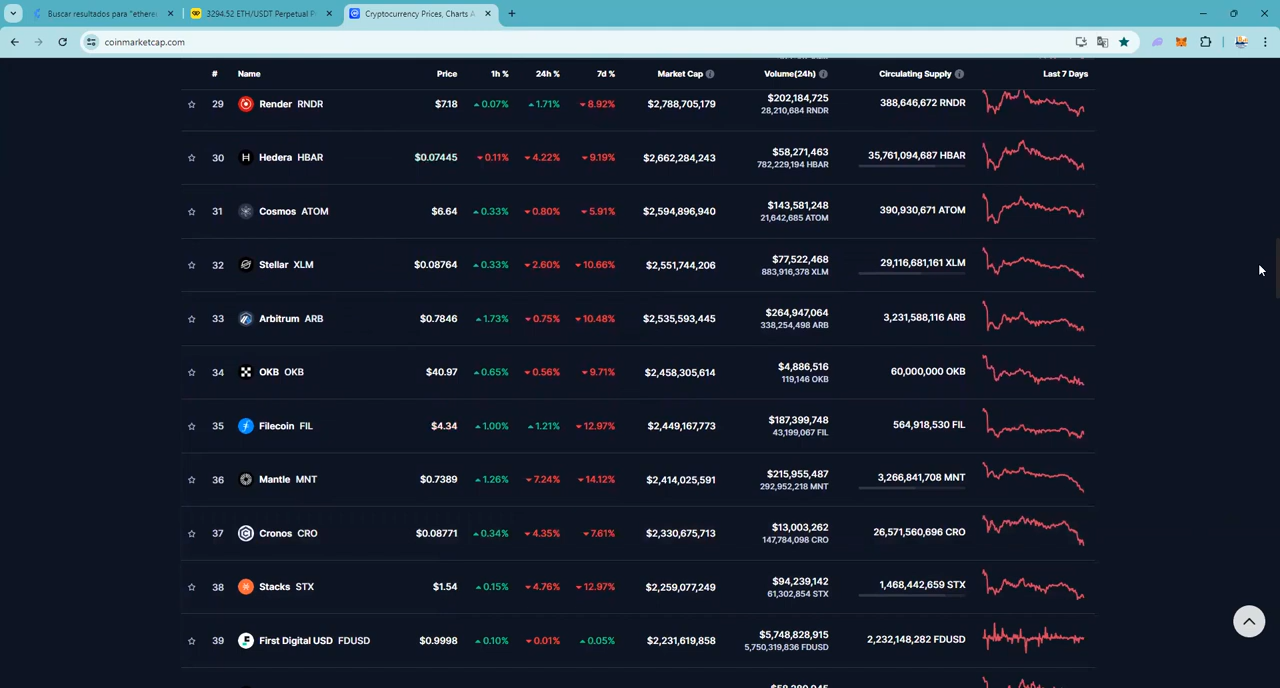 Buscar resultados para "ethere
3294.52 ETH/USDT Perpetual P
Cryptocurrency Prices, Charts A
coinmarketcap.com
# Name Price 1h % 24h % 7d % Market Cap Volume(24h) Circulating Supply Last 7 Days
29 Render RNDR $7.18 0.07% 1.71% 8.92% $2,788,705,179 $202,184,725 388,646,672 RNDR
28,210,684 RNDR
30 Hedera HBAR $0.07445 0.11% 4.22% 9.19% $2,662,284,243 $58,271,463 35,761,094,687 HBAR
782,229,194 HBAR
31 Cosmos ATOM $6.64 0.33% 0.80% 5.91% $2,594,896,940 $143,581,248 390,930,671 ATOM
21,642,685 ATOM
32 Stellar XLM $0.08764 0.33% 2.60% 10.66% $2,551,744,206 $77,522,468 29,116,681,161 XLM
883,916,378 XLM
33 Arbitrum ARB $0.7846 1.73% 0.75% 10.48% $2,535,593,445 $264,947,064 3,231,588,116 ARB
338,254,498 ARB
34 OKB OKB $40.97 0.65% 0.56% 9.71% $2,458,305,614 $4,886,516 60,000,000 OKB
119,146 OKB
35 Filecoin FIL $4.34 1.00% 1.21% 12.97% $2,449,167,773 $187,399,748 564,918,530 FIL
43,199,067 FIL
36 Mantle MNT $0.7389 1.26% 7.24% 14.12% $2,414,025,591 $215,955,487 3,266,841,708 MNT
292,952,218 MNT
37 Cronos CRO $0.08771 0.34% 4.35% 7.61% $2,330,675,713 $13,003,262 26,571,560,696 CRO
147,784,098 CRO
38 Stacks STX $1.54 0.15% 4.76% 12.97% $2,259,077,249 $94,239,142 1,468,442,659 STX
61,302,854 STX
39 First Digital USD FDUSD $0.9998 0.10% 0.01% 0.05% $2,231,619,858 $5,748,828,915 2,232,148,282 FDUSD
5,750,319,836 FDUSD